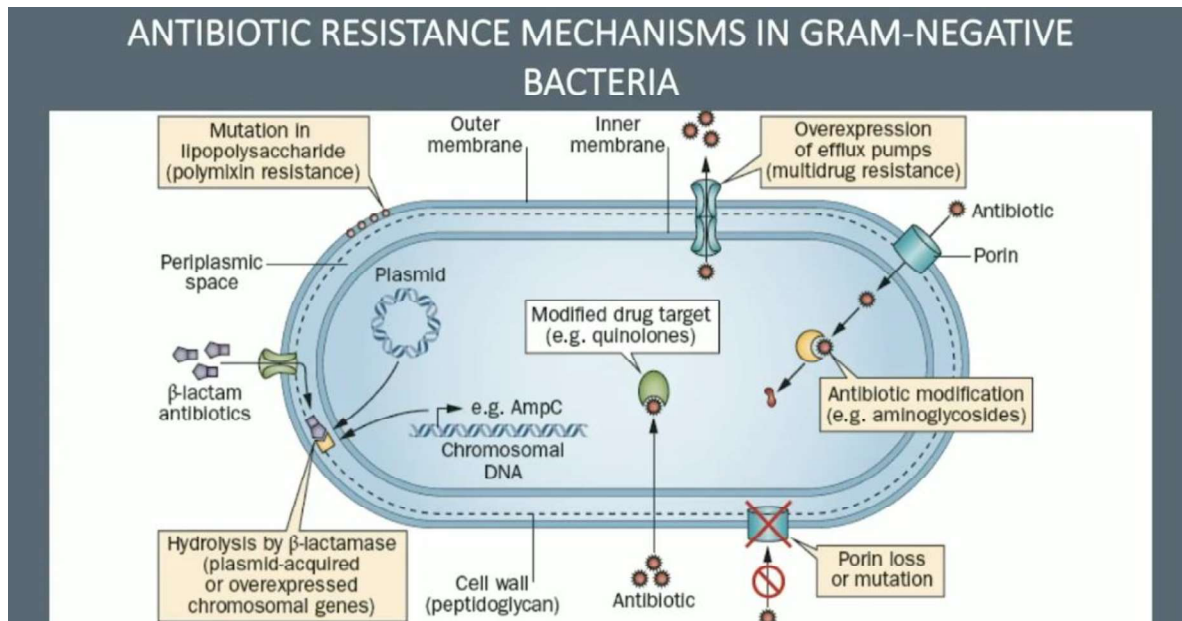 ANTIBIOTIC RESISTANCE MECHANISMS IN GRAM-NEGATIVE
BACTERIA
Mutation in
lipopolysaccharide
(polymixin resistance)
Outer
membrane
Inner
membrane
Overexpression
of efflux pumps
(multidrug resistance)
Antibiotic
Porin
Periplasmic
space
Plasmid
Modified drug target
(e.g. quinolones)
β-lactam
antibiotics
e.g. AmpC
Chromosomal
DNA
Antibiotic modification
(e.g. aminoglycosides)
Hydrolysis by β-lactamase
(plasmid-acquired
or overexpressed
chromosomal genes)
Cell wall
(peptidoglycan)
Antibiotic
Porin loss
or mutation